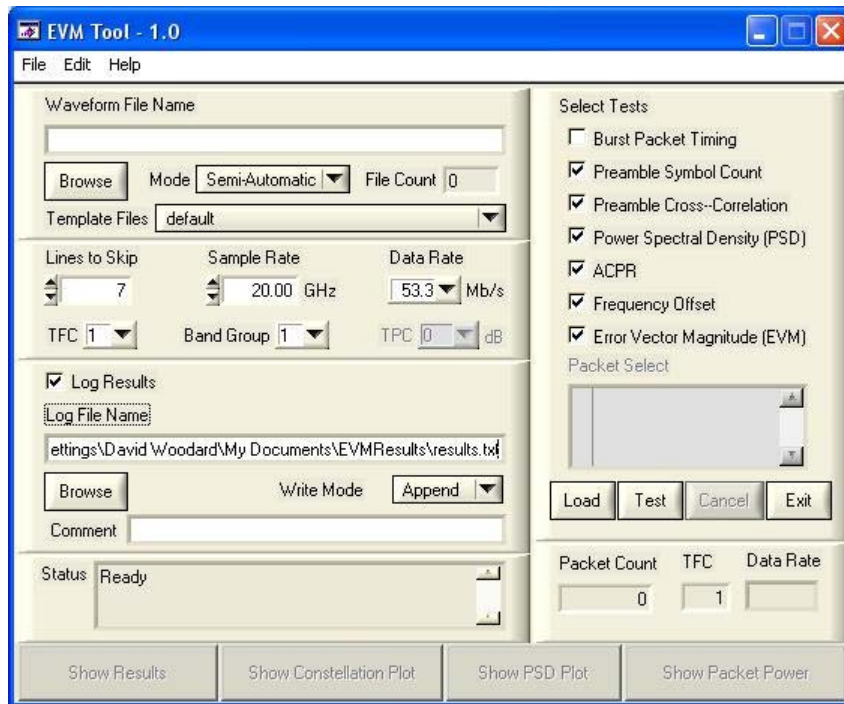 EVM Tool - 1.0
File Edit Help
Waveform File Name
Browse Mode Semi-Automatic File Count 0
Template Files default
Lines to Skip Sample Rate Data Rate
7 20.00 GHz 53.3 Mb/s
TFC 1 Band Group 1 TPC 0 dB
Log Results
Log File Name
ettings\David Woodard\My Documents\EVMResults\results.txt
Browse Write Mode Append
Comment
Status Ready
Select Tests
Burst Packet Timing
Preamble Symbol Count
Preamble Cross--Correlation
Power Spectral Density (PSD)
ACPR
Frequency Offset
Error Vector Magnitude (EVM)
Packet Select
Load Test Cancel Exit
Packet Count TFC Data Rate
0 1
Show Results Show Constellation Plot Show PSD Plot Show Packet Power